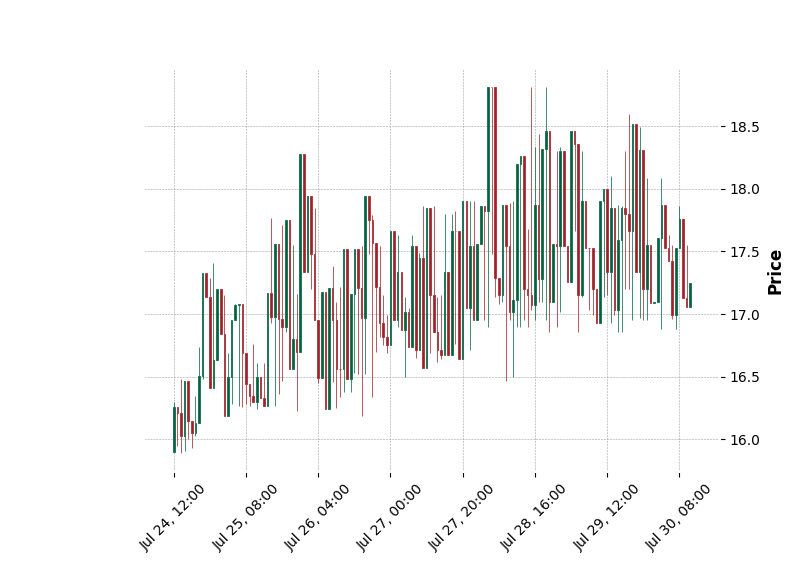 18.5
18.0
17.5
17.0
16.5
16.0
Price
Jul 24, 12:00
Jul 25, 08:00
Jul 26, 04:00
Jul 27, 00:00
Jul 27, 20:00
Jul 28, 16:00
Jul 29, 12:00
Jul 30, 08:00